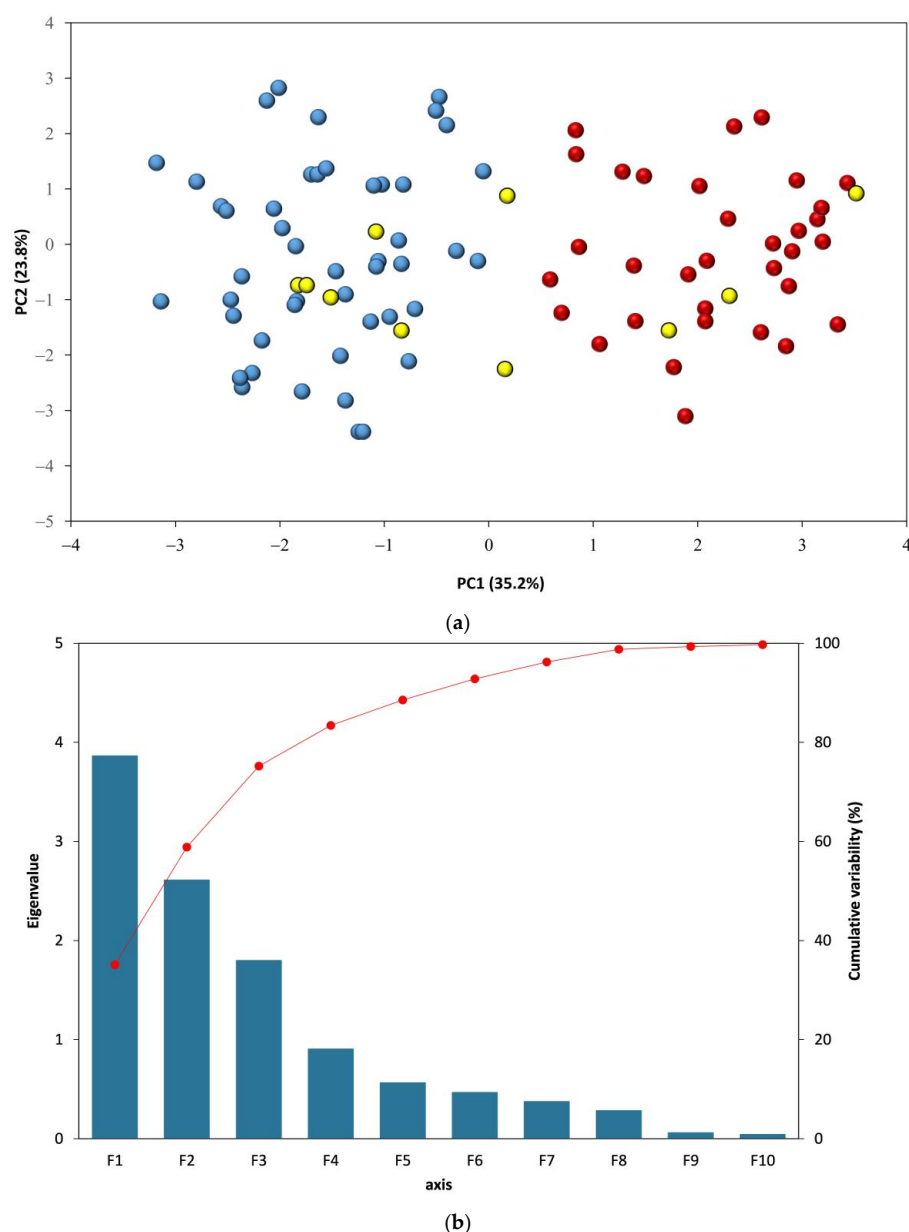 4
3
2
1
0
−1
−2
−3
−4
−5
PC2 (23.8%)
−4 −3 −2 −1 0 1 2 3 4
PC1 (35.2%)
(a)
5 100
4 80
3 60
2 40
1 20
0 0
Eigenvalue
Cumulative variability (%)
F1 F2 F3 F4 F5 F6 F7 F8 F9 F10
axis
(b)